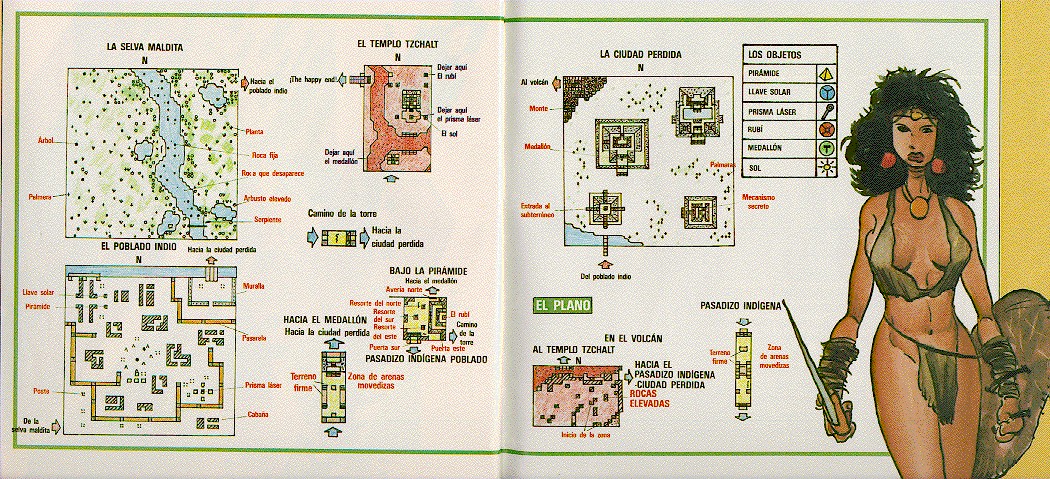 LA SELVA MALDITA
N
Hacia el
poblado indio
Planta
Árbol
Roca fija
Roca que desaparece
Palmera
Arbusto elevado
Serpiente
EL TEMPLO TZCHALT
N
¡The happy end!
Dejar aquí
El rubí
Dejar aquí
el prisma láser
El sol
Dejar aquí
el medallón
Camino de la torre
Hacia la
ciudad perdida
EL POBLADO INDIO
N
Hacia la ciudad perdida
Llave solar
Pirámide
Muralla
Pasarela
Poste
Prisma láser
Cabaña
De la
selva maldita
HACIA EL MEDALLÓN
Hacia la ciudad perdida
Terreno
firme
Zona de arenas
movedizas
BAJO LA PIRÁMIDE
Hacia el medallón
Averia norte
Resorte del norte
Resorte
del sur
Resorte
del este
El rubí
Camino
de la
torre
Puerta sur
Puerta este
PASADIZO INDÍGENA POBLADO
LA CIUDAD PERDIDA
N
Al volcán
Monte
Medallón
Palmeras
Estrada al
subterráneo
Mecanismo
secreto
Del poblado indio
LOS OBJETOS
PIRÁMIDE
LLAVE SOLAR
PRISMA LÁSER
RUBÍ
MEDALLÓN
SOL
EL PLANO
EN EL VOLCÁN
AL TEMPLO TZCHALT
N
HACIA EL
PASADIZO INDÍGENA
-CIUDAD PERDIDA
ROCAS
ELEVADAS
Inicio de la zona
PASADIZO INDÍGENA
Terreno
firme
Zona
de arenas
movedizas